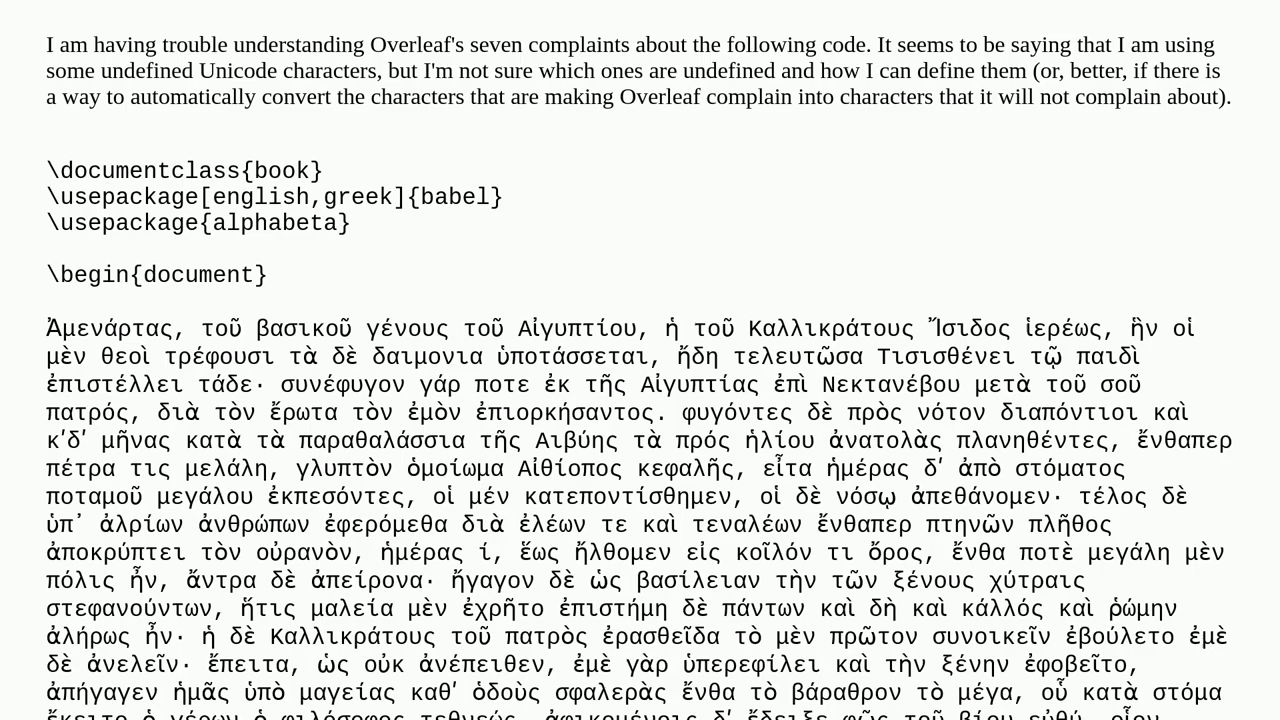 I am having trouble understanding Overleaf's seven complaints about the following code. It seems to be saying that I am using
some undefined Unicode characters, but I'm not sure which ones are undefined and how I can define them (or, better, if there is
a way to automatically convert the characters that are making Overleaf complain into characters that it will not complain about).
\documentclass{book}
\usepackage[english,greek]{babel}
\usepackage{alphabeta}
\begin{document}
Ἀμενάρτας, τοῦ βασικοῦ γένους τοῦ Αἰγυπτίου, ἡ τοῦ Καλλικράτους Ἴσιδος ἱερέως, ἣν οἱ
μὲν θεοὶ τρέφουσι τὰ δὲ δαιμονια ὑποτάσσεται, ἤδη τελευτῶσα Τισισθένει τῷ παιδὶ
ἐπιστέλλει τάδε· συνέφυγον γάρ ποτε ἐκ τῆς Αἰγυπτίας ἐπὶ Νεκτανέβου μετὰ τοῦ σοῦ
πατρός, διὰ τὸν ἔρωτα τὸν ἐμὸν ἐπιορκήσαντος. φυγόντες δὲ πρὸς νότον διαπόντιοι καὶ
κʹδʹ μῆνας κατὰ τὰ παραθαλάσσια τῆς Αιβύης τὰ πρός ἡλίου ἀνατολὰς πλανηθέντες, ἔνθαπερ
πέτρα τις μελάλη, γλυπτὸν ὁμοίωμα Αἰθίοπος κεφαλῆς, εἶτα ἡμέρας δʹ ἀπὸ στόματος
ποταμοῦ μεγάλου ἐκπεσόντες, οἱ μέν κατεποντίσθημεν, οἱ δὲ νόσῳ ἀπεθάνομεν· τέλος δὲ
ὑπ᾽ ἀλρίων ἀνθρώπων ἐφερόμεθα διὰ ἐλέων τε καὶ τεναλέων ἔνθαπερ πτηνῶν πλῆθος
ἀποκρύπτει τὸν οὐρανὸν, ἡμέρας ί, ἕως ἤλθομεν εἰς κοῖλόν τι ὄρος, ἔνθα ποτὲ μεγάλη μὲν
πόλις ἦν, ἄντρα δὲ ἀπείρονα· ἤγαγον δὲ ὡς βασίλειαν τὴν τῶν ξένους χύτραις
στεφανούντων, ἥτις μαλεία μὲν ἐχρῆτο ἐπιστήμη δὲ πάντων καὶ δὴ καὶ κάλλός καὶ ῥώμην
ἀλήρως ἦν· ἡ δὲ Καλλικράτους τοῦ πατρὸς ἐρασθεῖδα τὸ μὲν πρῶτον συνοικεῖν ἐβούλετο ἐμὲ
δὲ ἀνελεῖν· ἔπειτα, ὡς οὐκ ἀνέπειθεν, ἐμὲ γὰρ ὑπερεφίλει καὶ τὴν ξένην ἐφοβεῖτο,
ἀπήγαγεν ἡμᾶς ὑπὸ μαγείας καθʹ ὁδοὺς σφαλερὰς ἔνθα τὸ βάραθρον τὸ μέγα, οὗ κατὰ στόμα